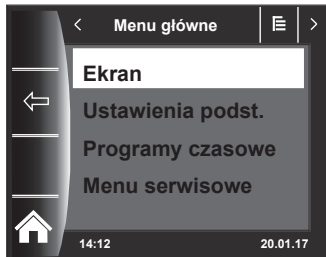 Menu główne
Ekran
Ustawienia podst.
Programy czasowe
Menu serwisowe
14:12 20.01.17